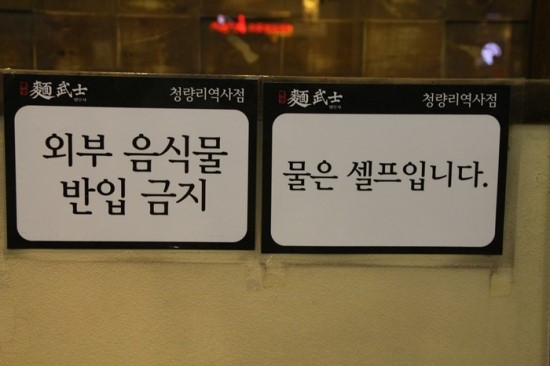 麵武士 청량리역사점
외부 음식물
반입 금지
麵武士 청량리역사점
물은 셀프입니다.